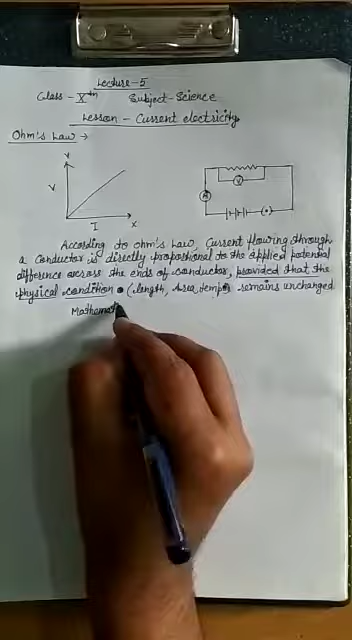 Lecture-5
Class - Xth Subject-Science
Lesson - Current electricity
Ohm's Law →
V
V
I
X
V
A
According to ohm's Law, Current flowing through
a conductor is directly proportional to the applied potential
difference across the ends of conductor, provided that the
physical condition (length, Area, temp remains unchanged
Mathemat